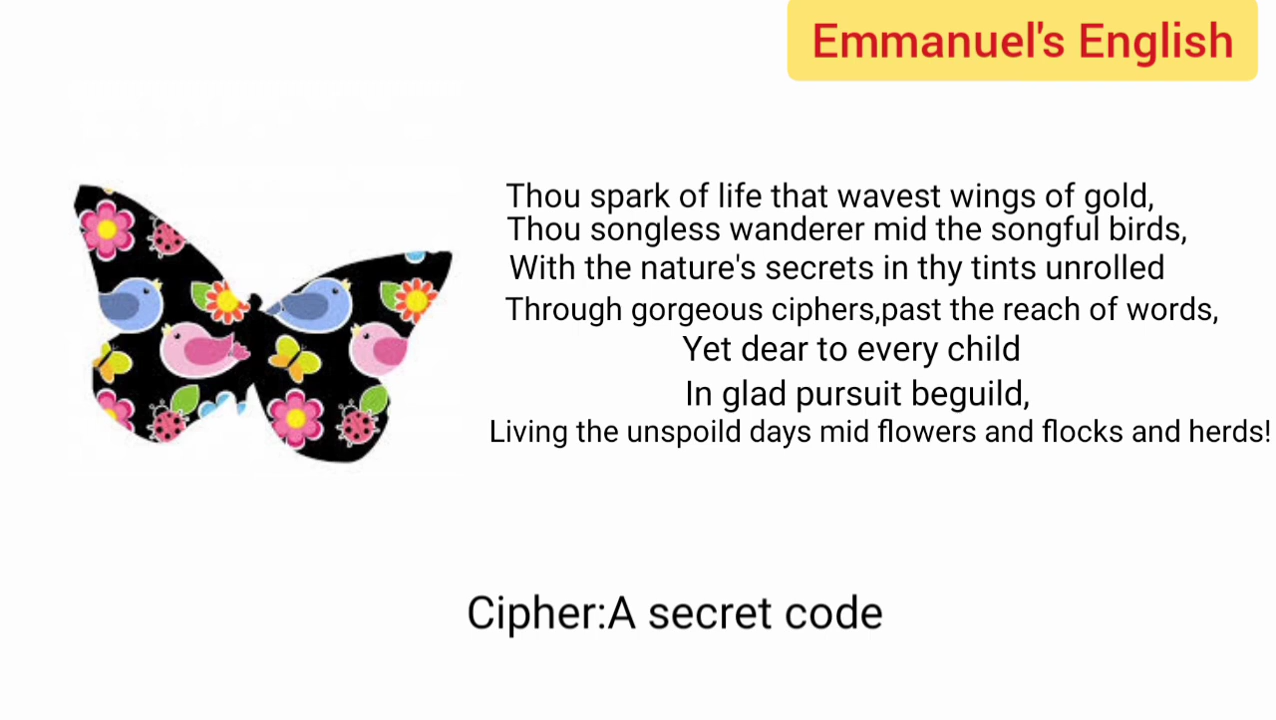 Emmanuel's English
Thou spark of life that wavest wings of gold,
Thou songless wanderer mid the songful birds,
With the nature's secrets in thy tints unrolled
Through gorgeous ciphers,past the reach of words,
Yet dear to every child
In glad pursuit beguild,
Living the unspoild days mid flowers and flocks and herds!
Cipher:A secret code